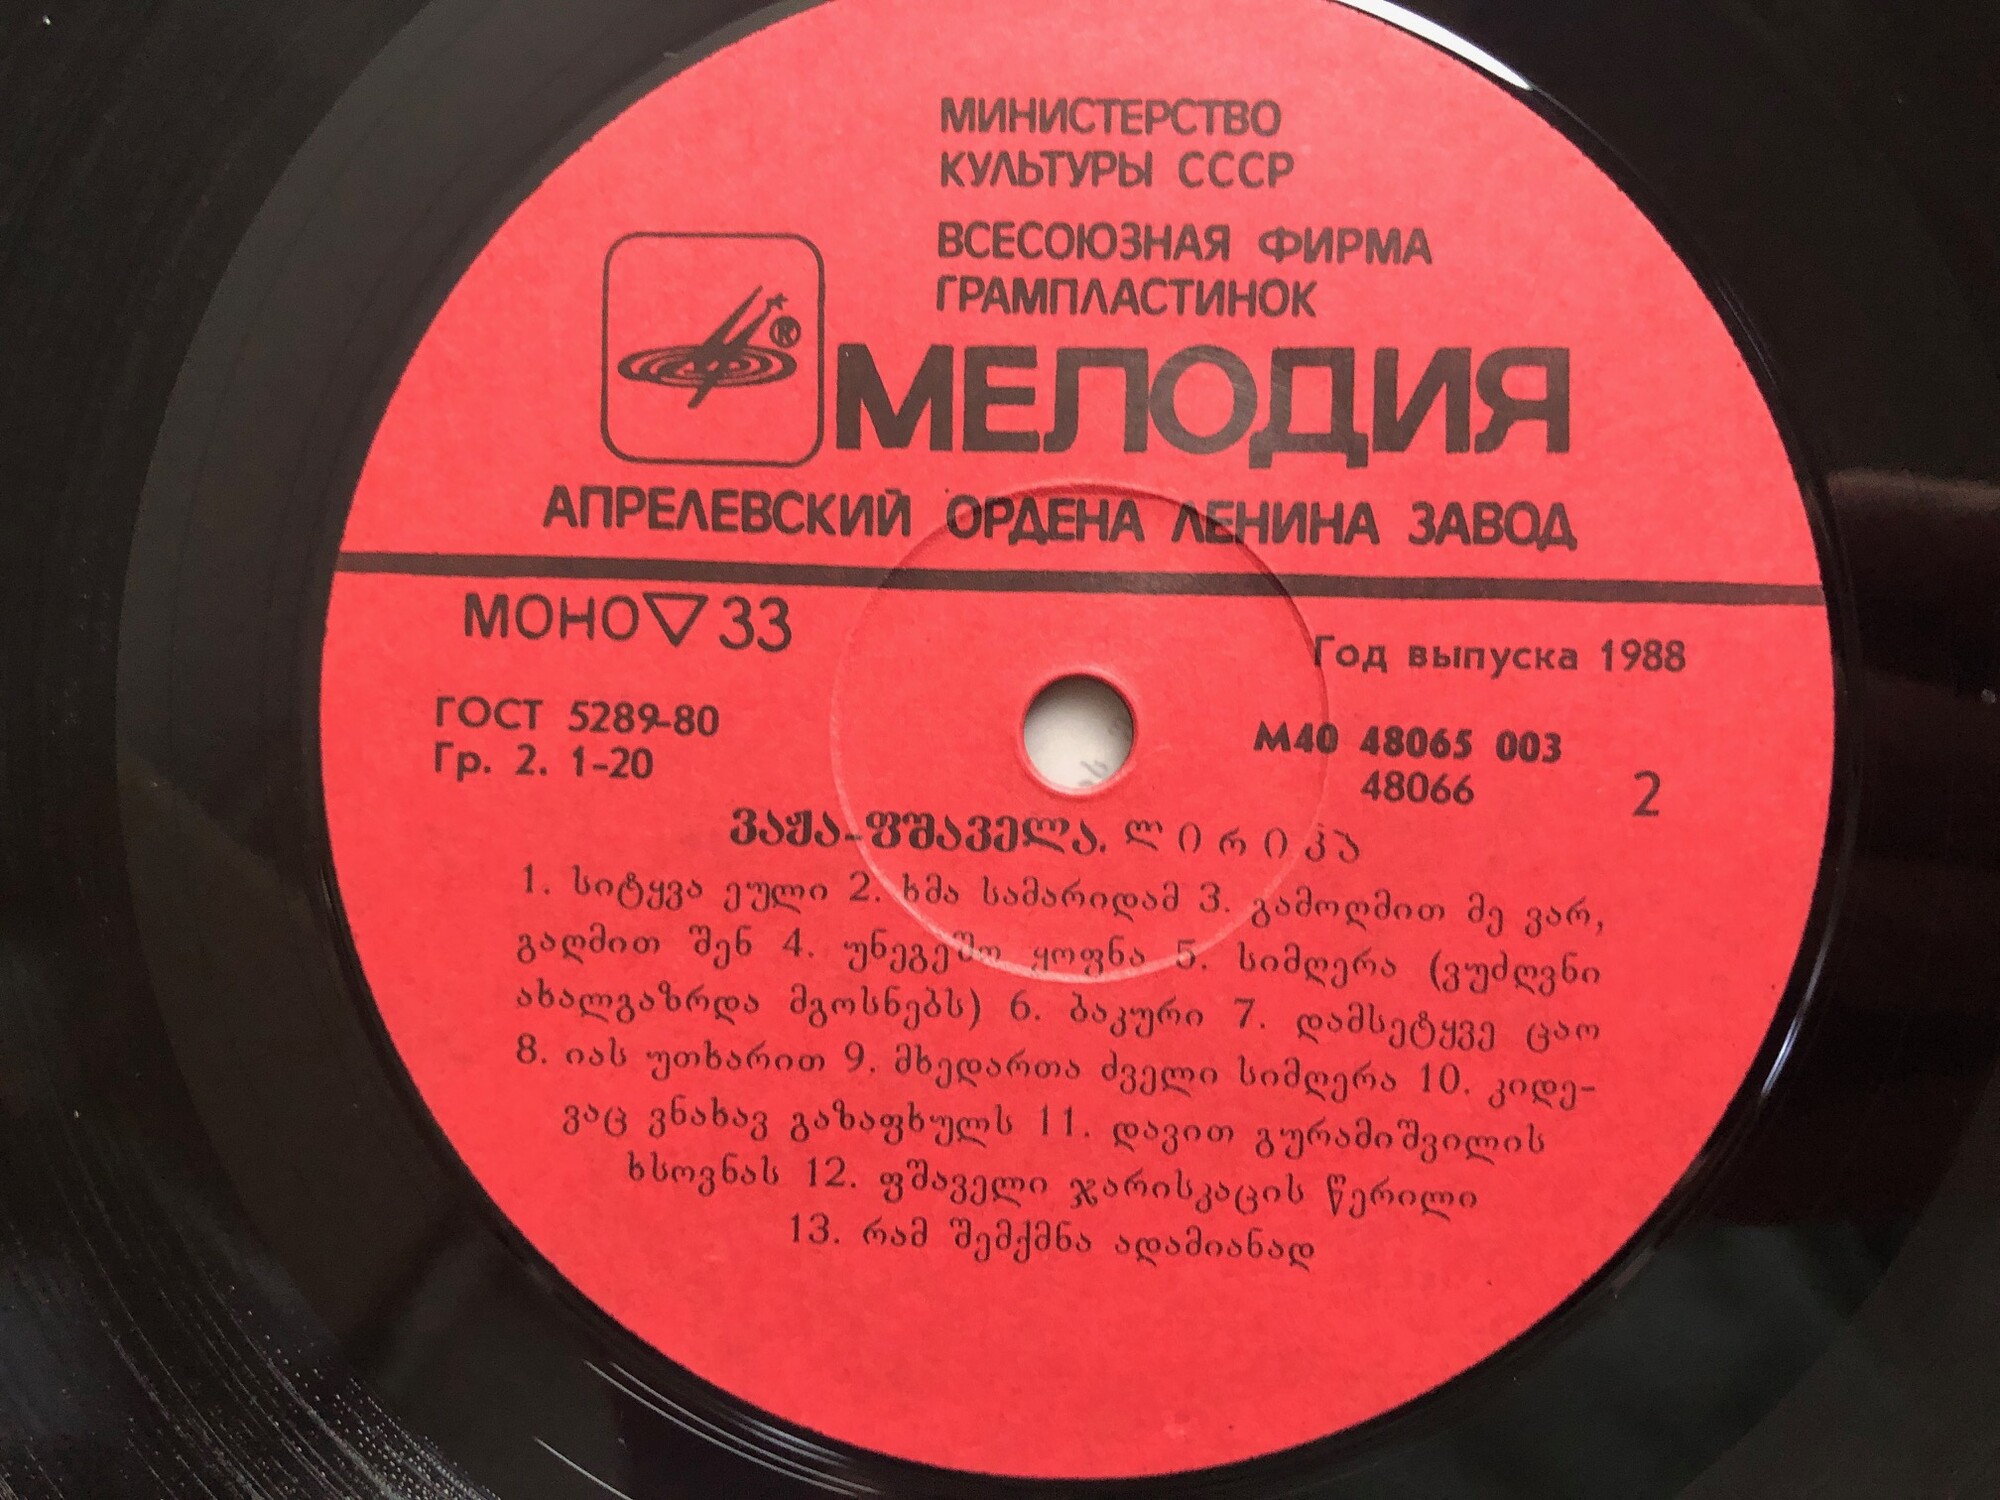 МИНИСТЕРСТВО
КУЛЬТУРЫ СССР
ВСЕСОЮЗНАЯ ФИРМА
ГРАМПЛАСТИНОК
®
МЕЛОДИЯ
АПРЕЛЕВСКИЙ ОРДЕНА ЛЕНИНА ЗАВОД
МОНО ▽ 33
Год выпуска 1988
ГОСТ 5289-80
Гр. 2. 1-20
М40 48065 003
48066
2
ვაჟა-ფშაველა. ლირიკა
1. სიტყვა ეული 2. ხმა სამარიდამ 3. გამოღმით მე ვარ,
გაღმით შენ 4. უნეგეშო ყოფნა 5. სიმღერა (ვუძღვნი
ახალგაზრდა მგოსნებს) 6. ბაკური 7. დამსეტყვე ცაო
8. იას უთხარით 9. მხედართა ძველი სიმღერა 10. კიდე-
ვაც ვნახავ გაზაფხულს 11. დავით გურამიშვილის
ხსოვნას 12. ფშაველი ჯარისკაცის წერილი
13. რამ შემქმნა ადამიანად